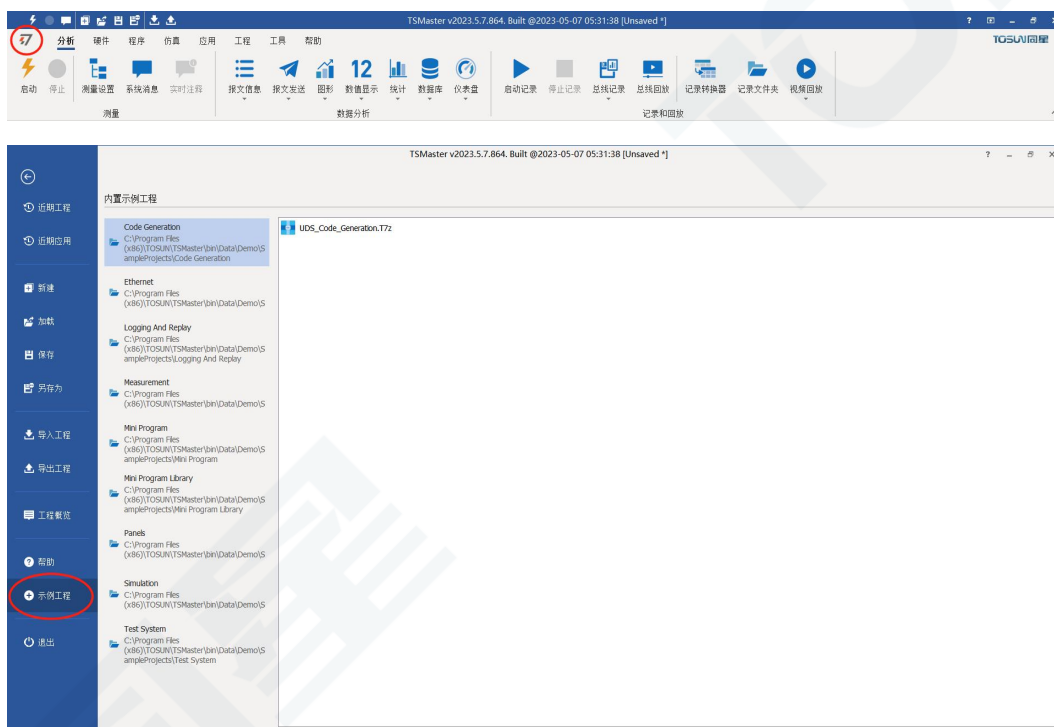 TSMaster v2023.5.7.864. Built @2023-05-07 05:31:38 [Unsaved *]
分析 硬件 程序 仿真 应用 工程 工具 帮助
TOSUN同星
12
启动 停止 测量设置 系统消息 实时注释 报文信息 报文发送 图形 数值显示 统计 数据库 仪表盘 启动记录 停止记录 总线记录 总线回放 记录转换器 记录文件夹 视频回放
测量 数据分析 记录和回放
TSMaster v2023.5.7.864. Built @2023-05-07 05:31:38 [Unsaved *]
近期工程
近期应用
新建
加载
保存
另存为
导入工程
导出工程
工程概览
帮助
示例工程
退出
内置示例工程
Code Generation
C:\Program Files
(x86)\TOSUN\TSMaster\bin\Data\Demo\S
ampleProjects\Code Generation
Ethernet
C:\Program Files
(x86)\TOSUN\TSMaster\bin\Data\Demo\S
Logging And Replay
C:\Program Files
(x86)\TOSUN\TSMaster\bin\Data\Demo\S
ampleProjects\Logging And Replay
Measurement
C:\Program Files
(x86)\TOSUN\TSMaster\bin\Data\Demo\S
Mini Program
C:\Program Files
(x86)\TOSUN\TSMaster\bin\Data\Demo\S
ampleProjects\Mini Program
Mini Program Library
C:\Program Files
(x86)\TOSUN\TSMaster\bin\Data\Demo\S
ampleProjects\Mini Program Library
Panels
C:\Program Files
(x86)\TOSUN\TSMaster\bin\Data\Demo\S
Simulation
C:\Program Files
(x86)\TOSUN\TSMaster\bin\Data\Demo\S
Test System
C:\Program Files
(x86)\TOSUN\TSMaster\bin\Data\Demo\S
ampleProjects\Test System
UDS_Code_Generation.T7z